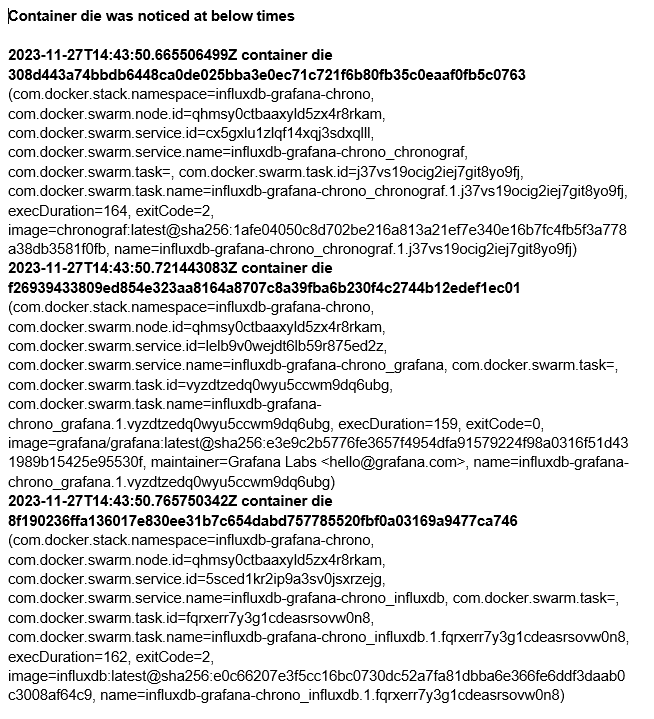 Container die was noticed at below times
2023-11-27T14:43:50.665506499Z container die
308d443a74bbdb6448ca0de025bba3e0ec71c721f6b80fb35c0eaaf0fb5c0763
(com.docker.stack.namespace=influxdb-grafana-chrono,
com.docker.swarm.node.id=qhmsy0ctbaaxyld5zx4r8rkam,
com.docker.swarm.service.id=cx5gxlu1zlqf14xqj3sdxqlll,
com.docker.swarm.service.name=influxdb-grafana-chrono_chronograf,
com.docker.swarm.task=, com.docker.swarm.task.id=j37vs19ocig2iej7git8yo9fj,
com.docker.swarm.task.name=influxdb-grafana-chrono_chronograf.1.j37vs19ocig2iej7git8yo9fj,
execDuration=164, exitCode=2,
image=chronograf:latest@sha256:1afe04050c8d702be216a813a21ef7e340e16b7fc4fb5f3a778
a38db3581f0fb, name=influxdb-grafana-chrono_chronograf.1.j37vs19ocig2iej7git8yo9fj)
2023-11-27T14:43:50.721443083Z container die
f26939433809ed854e323aa8164a8707c8a39fba6b230f4c2744b12edef1ec01
(com.docker.stack.namespace=influxdb-grafana-chrono,
com.docker.swarm.node.id=qhmsy0ctbaaxyld5zx4r8rkam,
com.docker.swarm.service.id=lelb9v0wejdt6lb59r875ed2z,
com.docker.swarm.service.name=influxdb-grafana-chrono_grafana, com.docker.swarm.task=,
com.docker.swarm.task.id=vyzdtzedq0wyu5ccwm9dq6ubg,
com.docker.swarm.task.name=influxdb-grafana-
chrono_grafana.1.vyzdtzedq0wyu5ccwm9dq6ubg, execDuration=159, exitCode=0,
image=grafana/grafana:latest@sha256:e3e9c2b5776fe3657f4954dfa91579224f98a0316f51d43
1989b15425e95530f, maintainer=Grafana Labs <hello@grafana.com>, name=influxdb-grafana-
chrono_grafana.1.vyzdtzedq0wyu5ccwm9dq6ubg)
2023-11-27T14:43:50.765750342Z container die
8f190236ffa136017e830ee31b7c654dabd757785520fbf0a03169a9477ca746
(com.docker.stack.namespace=influxdb-grafana-chrono,
com.docker.swarm.node.id=qhmsy0ctbaaxyld5zx4r8rkam,
com.docker.swarm.service.id=5sced1kr2ip9a3sv0jsxrzejg,
com.docker.swarm.service.name=influxdb-grafana-chrono_influxdb, com.docker.swarm.task=,
com.docker.swarm.task.id=fqrxerr7y3g1cdeasrsovw0n8,
com.docker.swarm.task.name=influxdb-grafana-chrono_influxdb.1.fqrxerr7y3g1cdeasrsovw0n8,
execDuration=162, exitCode=2,
image=influxdb:latest@sha256:e0c66207e3f5cc16bc0730dc52a7fa81dbba6e366fe6ddf3daab0
c3008af64c9, name=influxdb-grafana-chrono_influxdb.1.fqrxerr7y3g1cdeasrsovw0n8)